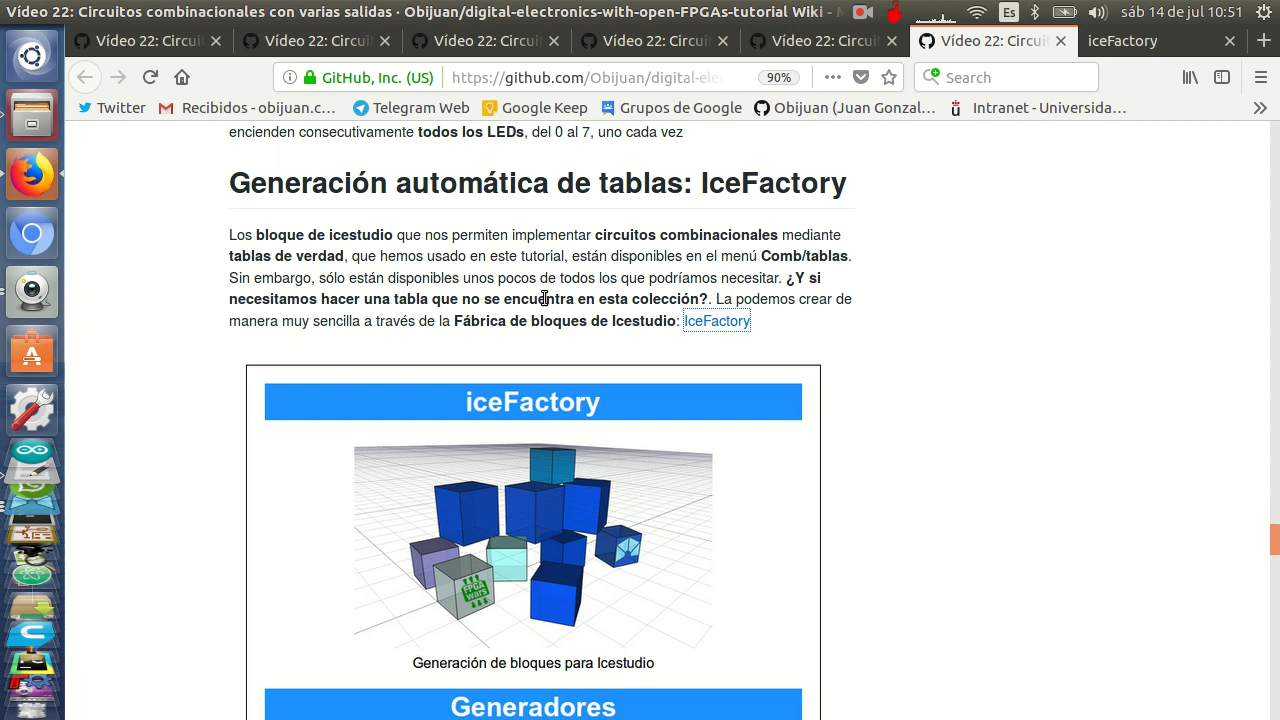 Vídeo 22: Circuitos combinacionales con varias salidas · Obijuan/digital-electronics-with-open-FPGAs-tutorial Wiki -
Es
sáb 14 de jul 10:51
Vídeo 22: Circui
Vídeo 22: Circui
Vídeo 22: Circui
Vídeo 22: Circui
Vídeo 22: Circui
Vídeo 22: Circui
iceFactory
GitHub, Inc. (US)
https://github.com/Obijuan/digital-ele
90%
Search
Twitter
Recibidos - obijuan.c...
Telegram Web
Google Keep
Grupos de Google
Obijuan (Juan Gonzal...
Intranet - Universida...
encienden consecutivamente todos los LEDs, del 0 al 7, uno cada vez
Generación automática de tablas: IceFactory
Los bloque de icestudio que nos permiten implementar circuitos combinacionales mediante
tablas de verdad, que hemos usado en este tutorial, están disponibles en el menú Comb/tablas.
Sin embargo, sólo están disponibles unos pocos de todos los que podríamos necesitar. ¿Y si
necesitamos hacer una tabla que no se encuentra en esta colección?. La podemos crear de
manera muy sencilla a través de la Fábrica de bloques de Icestudio: IceFactory
iceFactory
FPGA
wars
Generación de bloques para Icestudio
Generadores